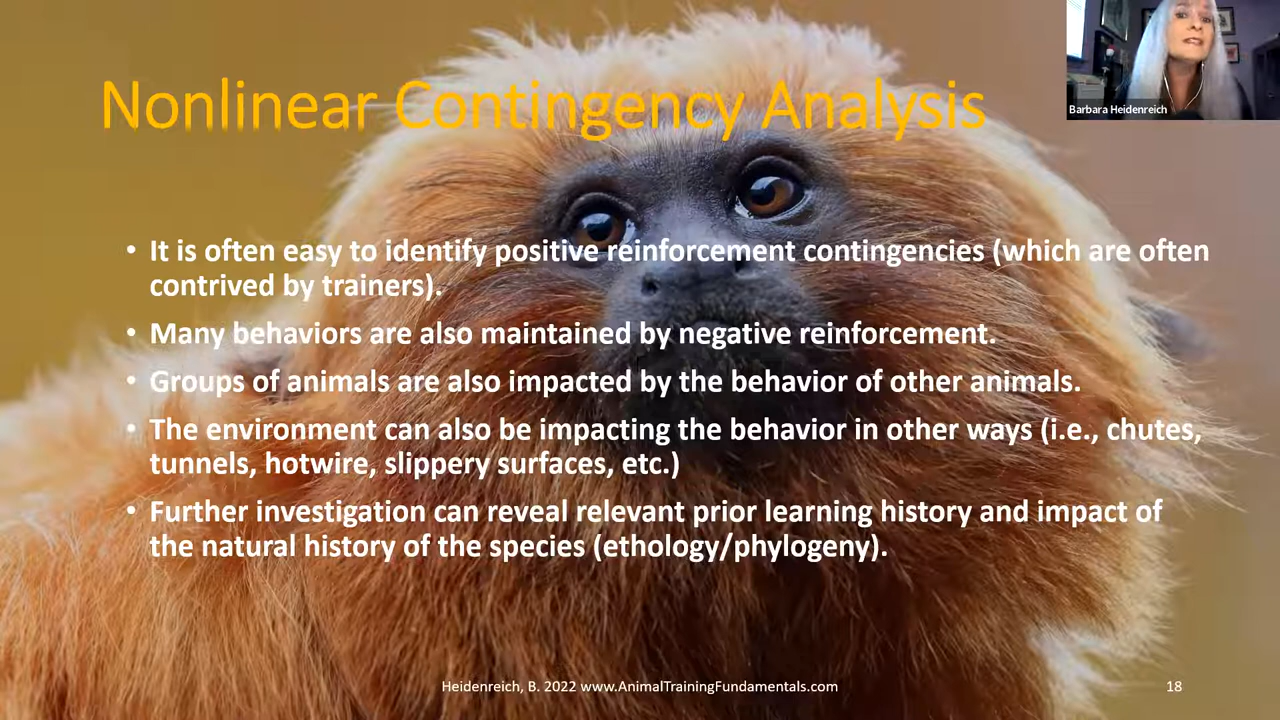 Barbara Heidenreich
Nonlinear Contingency Analysis
• It is often easy to identify positive reinforcement contingencies (which are often
contrived by trainers).
• Many behaviors are also maintained by negative reinforcement.
• Groups of animals are also impacted by the behavior of other animals.
• The environment can also be impacting the behavior in other ways (i.e., chutes,
tunnels, hotwire, slippery surfaces, etc.)
• Further investigation can reveal relevant prior learning history and impact of
the natural history of the species (ethology/phylogeny).
Heidenreich, B. 2022 www.AnimalTrainingFundamentals.com
18